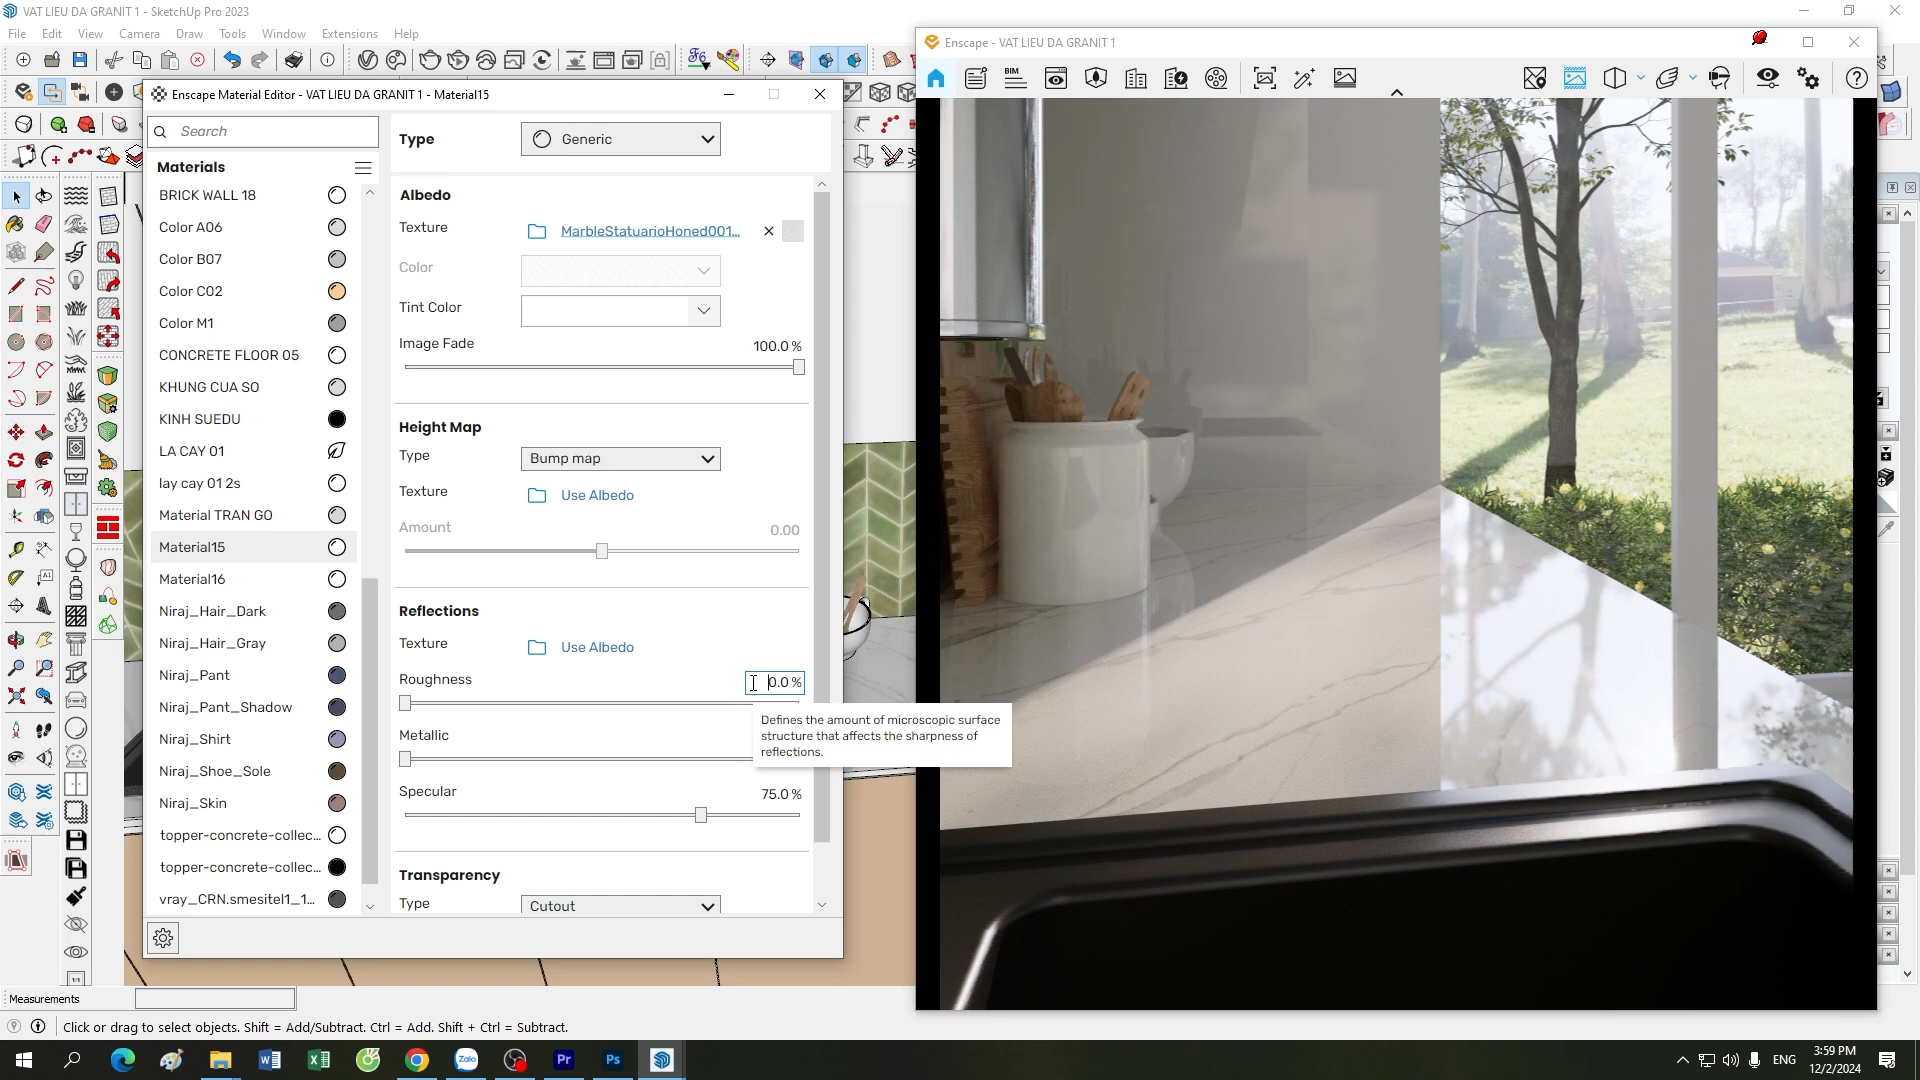 VAT LIEU DA GRANIT 1 - SketchUp Pro 2023
File Edit View Camera Draw Tools Window Extensions Help
Enscape Material Editor - VAT LIEU DA GRANIT 1 - Material15
Search
Materials
BRICK WALL 18
Color A06
Color B07
Color C02
Color M1
CONCRETE FLOOR 05
KHUNG CUA SO
KINH SUEDU
LA CAY 01
lay cay 01 2s
Material TRAN GO
Material15
Material16
Niraj_Hair_Dark
Niraj_Hair_Gray
Niraj_Pant
Niraj_Pant_Shadow
Niraj_Shirt
Niraj_Shoe_Sole
Niraj_Skin
topper-concrete-collec...
topper-concrete-collec...
vray_CRN.smesitel1_1...
Type Generic
Albedo
Texture MarbleStatuarioHoned001...
Color
Tint Color
Image Fade 100.0 %
Height Map
Type Bump map
Texture Use Albedo
Amount 0.00
Reflections
Texture Use Albedo
Roughness 0.0 %
Defines the amount of microscopic surface
structure that affects the sharpness of
reflections.
Metallic
Specular 75.0 %
Transparency
Type Cutout
Enscape - VAT LIEU DA GRANIT 1
BIM
Measurements
Click or drag to select objects. Shift = Add/Subtract. Ctrl = Add. Shift + Ctrl = Subtract.
Zalo
Pr
Ps
ENG
3:59 PM
12/2/2024